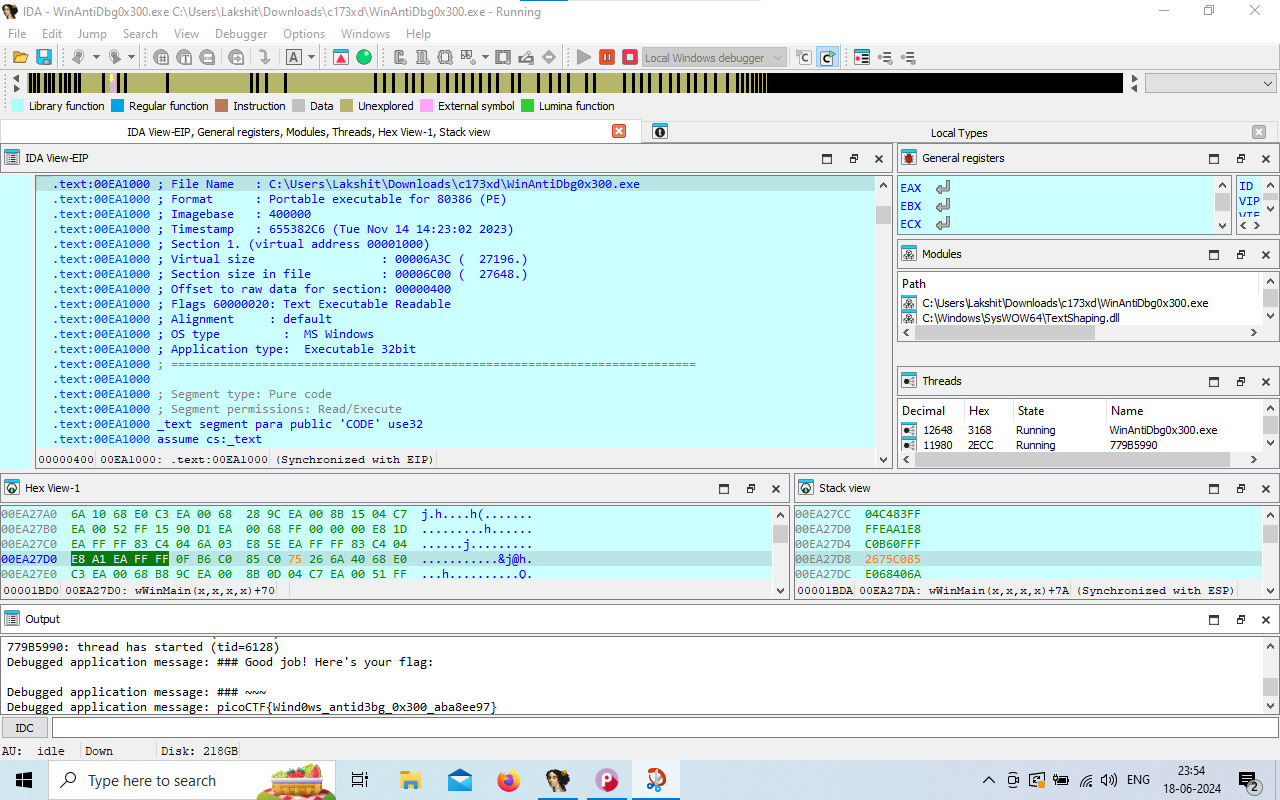 IDA - WinAntiDbg0x300.exe C:\Users\Lakshit\Downloads\c173xd\WinAntiDbg0x300.exe - Running
File Edit Jump Search View Debugger Options Windows Help
Local Windows debugger
Library function Regular function Instruction Data Unexplored External symbol Lumina function
IDA View-EIP, General registers, Modules, Threads, Hex View-1, Stack view
Local Types
IDA View-EIP
.text:00EA1000 ; File Name   : C:\Users\Lakshit\Downloads\c173xd\WinAntiDbg0x300.exe
.text:00EA1000 ; Format      : Portable executable for 80386 (PE)
.text:00EA1000 ; Imagebase   : 400000
.text:00EA1000 ; Timestamp   : 655382C6 (Tue Nov 14 14:23:02 2023)
.text:00EA1000 ; Section 1. (virtual address 00001000)
.text:00EA1000 ; Virtual size                  : 00006A3C (  27196.)
.text:00EA1000 ; Section size in file          : 00006C00 (  27648.)
.text:00EA1000 ; Offset to raw data for section: 00000400
.text:00EA1000 ; Flags 60000020: Text Executable Readable
.text:00EA1000 ; Alignment     : default
.text:00EA1000 ; OS type         :  MS Windows
.text:00EA1000 ; Application type:  Executable 32bit
.text:00EA1000 ; ===========================================================================
.text:00EA1000
.text:00EA1000 ; Segment type: Pure code
.text:00EA1000 ; Segment permissions: Read/Execute
.text:00EA1000 _text segment para public 'CODE' use32
.text:00EA1000 assume cs:_text
00000400 00EA1000: .text:00EA1000 (Synchronized with EIP)
General registers
EAX
EBX
ECX
ID
VIP
VIF
Modules
Path
C:\Users\Lakshit\Downloads\c173xd\WinAntiDbg0x300.exe
C:\Windows\SysWOW64\TextShaping.dll
Threads
Decimal Hex State Name
12648 3168 Running WinAntiDbg0x300.exe
11980 2ECC Running 779B5990
Hex View-1
00EA27A0  6A 10 68 E0 C3 EA 00 68  28 9C EA 00 8B 15 04 C7  j.h....h(.......
00EA27B0  EA 00 52 FF 15 90 D1 EA  00 68 FF 00 00 00 E8 1D  .........h......
00EA27C0  EA FF FF 83 C4 04 6A 03  E8 5E EA FF FF 83 C4 04  ......j.........
00EA27D0  E8 A1 EA FF FF 0F B6 C0  85 C0 75 26 6A 40 68 E0  ...........&j@h.
00EA27E0  C3 EA 00 68 B8 9C EA 00  8B 0D 04 C7 EA 00 51 FF  ...h..........Q.
00001BD0 00EA27D0: wWinMain(x,x,x,x)+70
Stack view
00EA27CC  04C483FF
00EA27D0  FFEAA1E8
00EA27D4  C0B60FFF
00EA27D8  2675C085
00EA27DC  E068406A
00001BDA 00EA27DA: wWinMain(x,x,x,x)+7A (Synchronized with ESP)
Output
779B5990: thread has started (tid=6128)
Debugged application message: ### Good job! Here's your flag:
Debugged application message: ### ~~~
Debugged application message: picoCTF{Wind0ws_antid3bg_0x300_aba8ee97}
IDC
AU: idle Down Disk: 218GB
Type here to search
ENG
23:54
18-06-2024
2